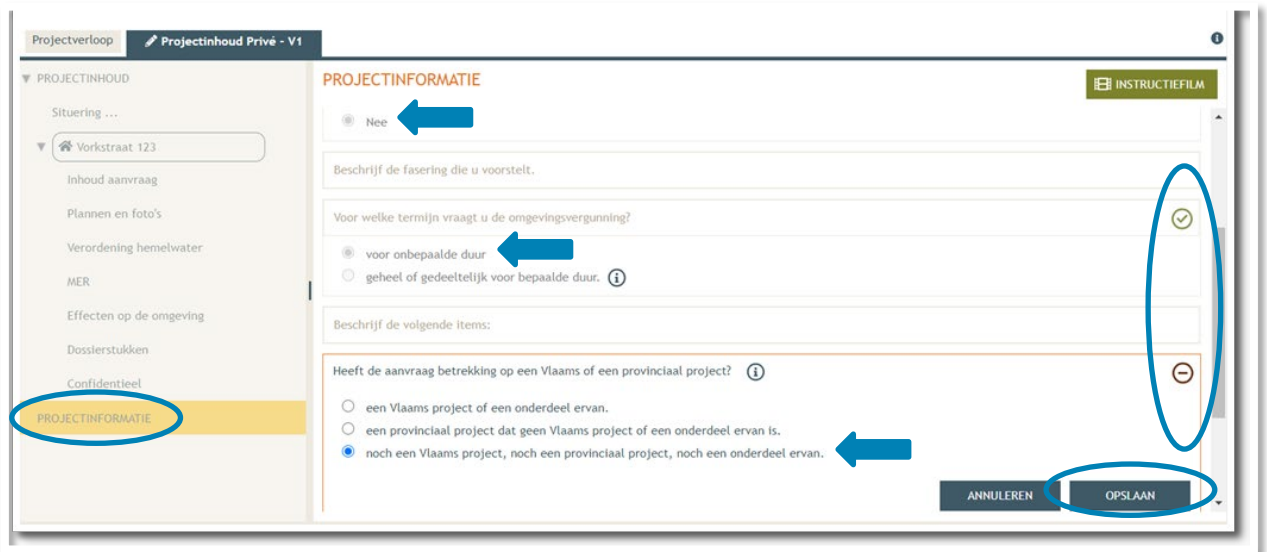 Projectverloop
Projectinhoud Privé - V1
PROJECTINHOUD
Situering ...
Vorkstraat 123
Inhoud aanvraag
Plannen en foto's
Verordening hemelwater
MER
Effecten op de omgeving
Dossierstukken
Confidentieel
PROJECTINFORMATIE
PROJECTINFORMATIE
INSTRUCTIEFILM
Nee
Beschrijf de fasering die u voorstelt.
Voor welke termijn vraagt u de omgevingsvergunning?
voor onbepaalde duur
geheel of gedeeltelijk voor bepaalde duur.
Beschrijf de volgende items:
Heeft de aanvraag betrekking op een Vlaams of een provinciaal project?
een Vlaams project of een onderdeel ervan.
een provinciaal project dat geen Vlaams project of een onderdeel ervan is.
noch een Vlaams project, noch een provinciaal project, noch een onderdeel ervan.
ANNULEREN
OPSLAAN